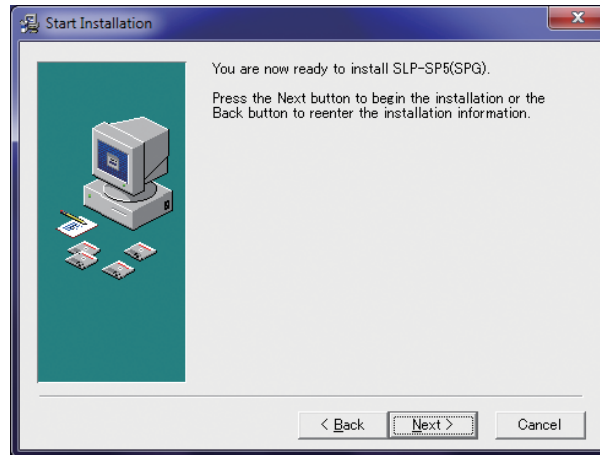 Start Installation
You are now ready to install SLP-SP5(SPG).
Press the Next button to begin the installation or the
Back button to reenter the installation information.
< Back
Next >
Cancel